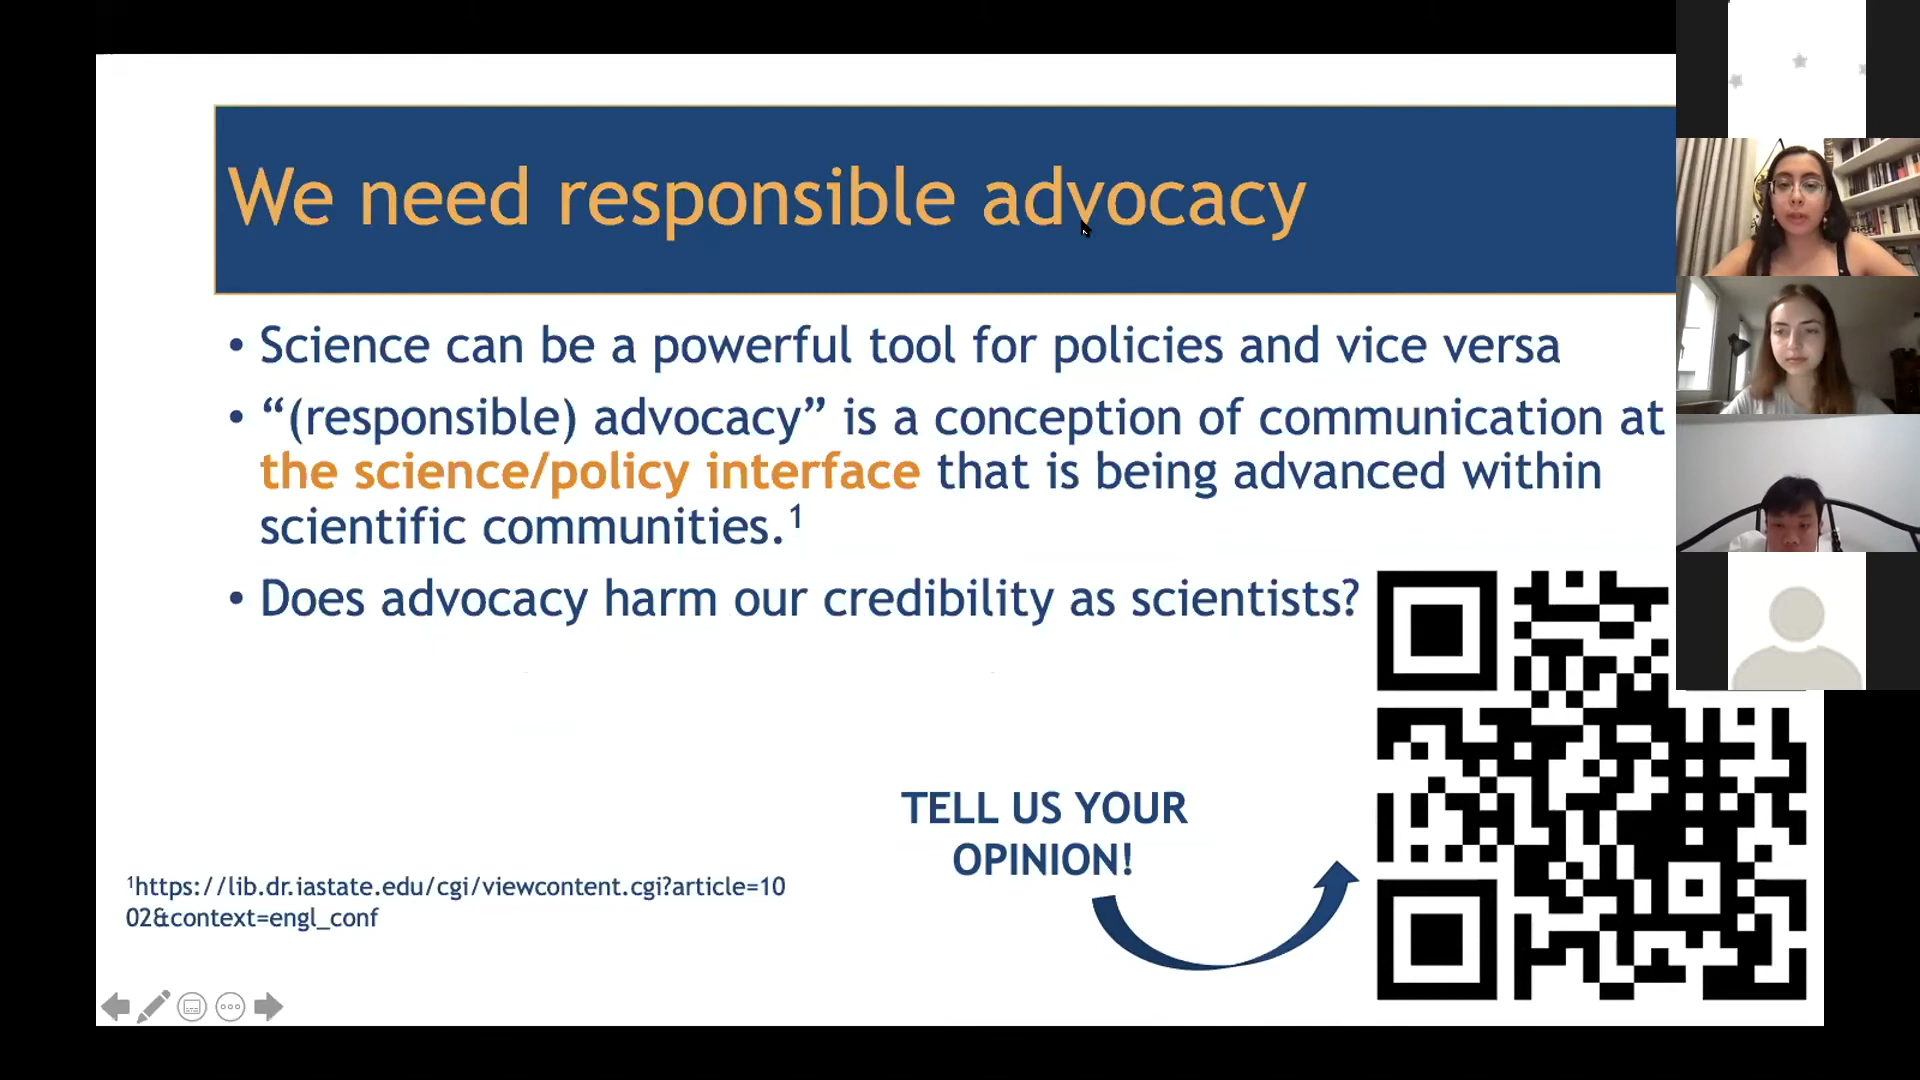 We need responsible advocacy
• Science can be a powerful tool for policies and vice versa
• “(responsible) advocacy” is a conception of communication at
the science/policy interface that is being advanced within
scientific communities.¹
• Does advocacy harm our credibility as scientists?
TELL US YOUR
OPINION!
¹https://lib.dr.iastate.edu/cgi/viewcontent.cgi?article=10
02&context=engl_conf